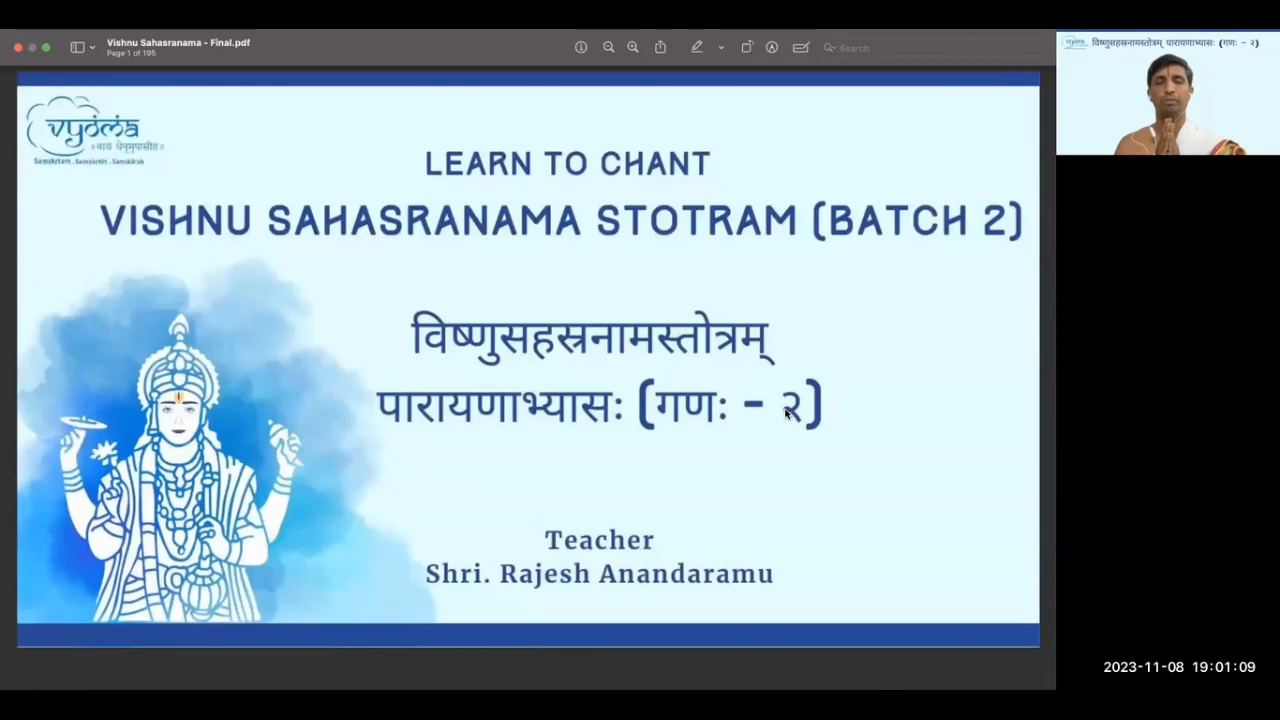 Vishnu Sahasranama - Final.pdf
Page 1 of 195
Search
vyoma
॥ वाचं धेनुमुपासीत ॥
Samskrtam . Samskrtih . Samskarah
LEARN TO CHANT
VISHNU SAHASRANAMA STOTRAM (BATCH 2)
विष्णुसहस्रनामस्तोत्रम्
पारायणाभ्यासः (गणः - २)
Teacher
Shri. Rajesh Anandaramu
विष्णुसहस्रनामस्तोत्रम् पारायणाभ्यासः (गणः - २)
2023-11-08 19:01:09